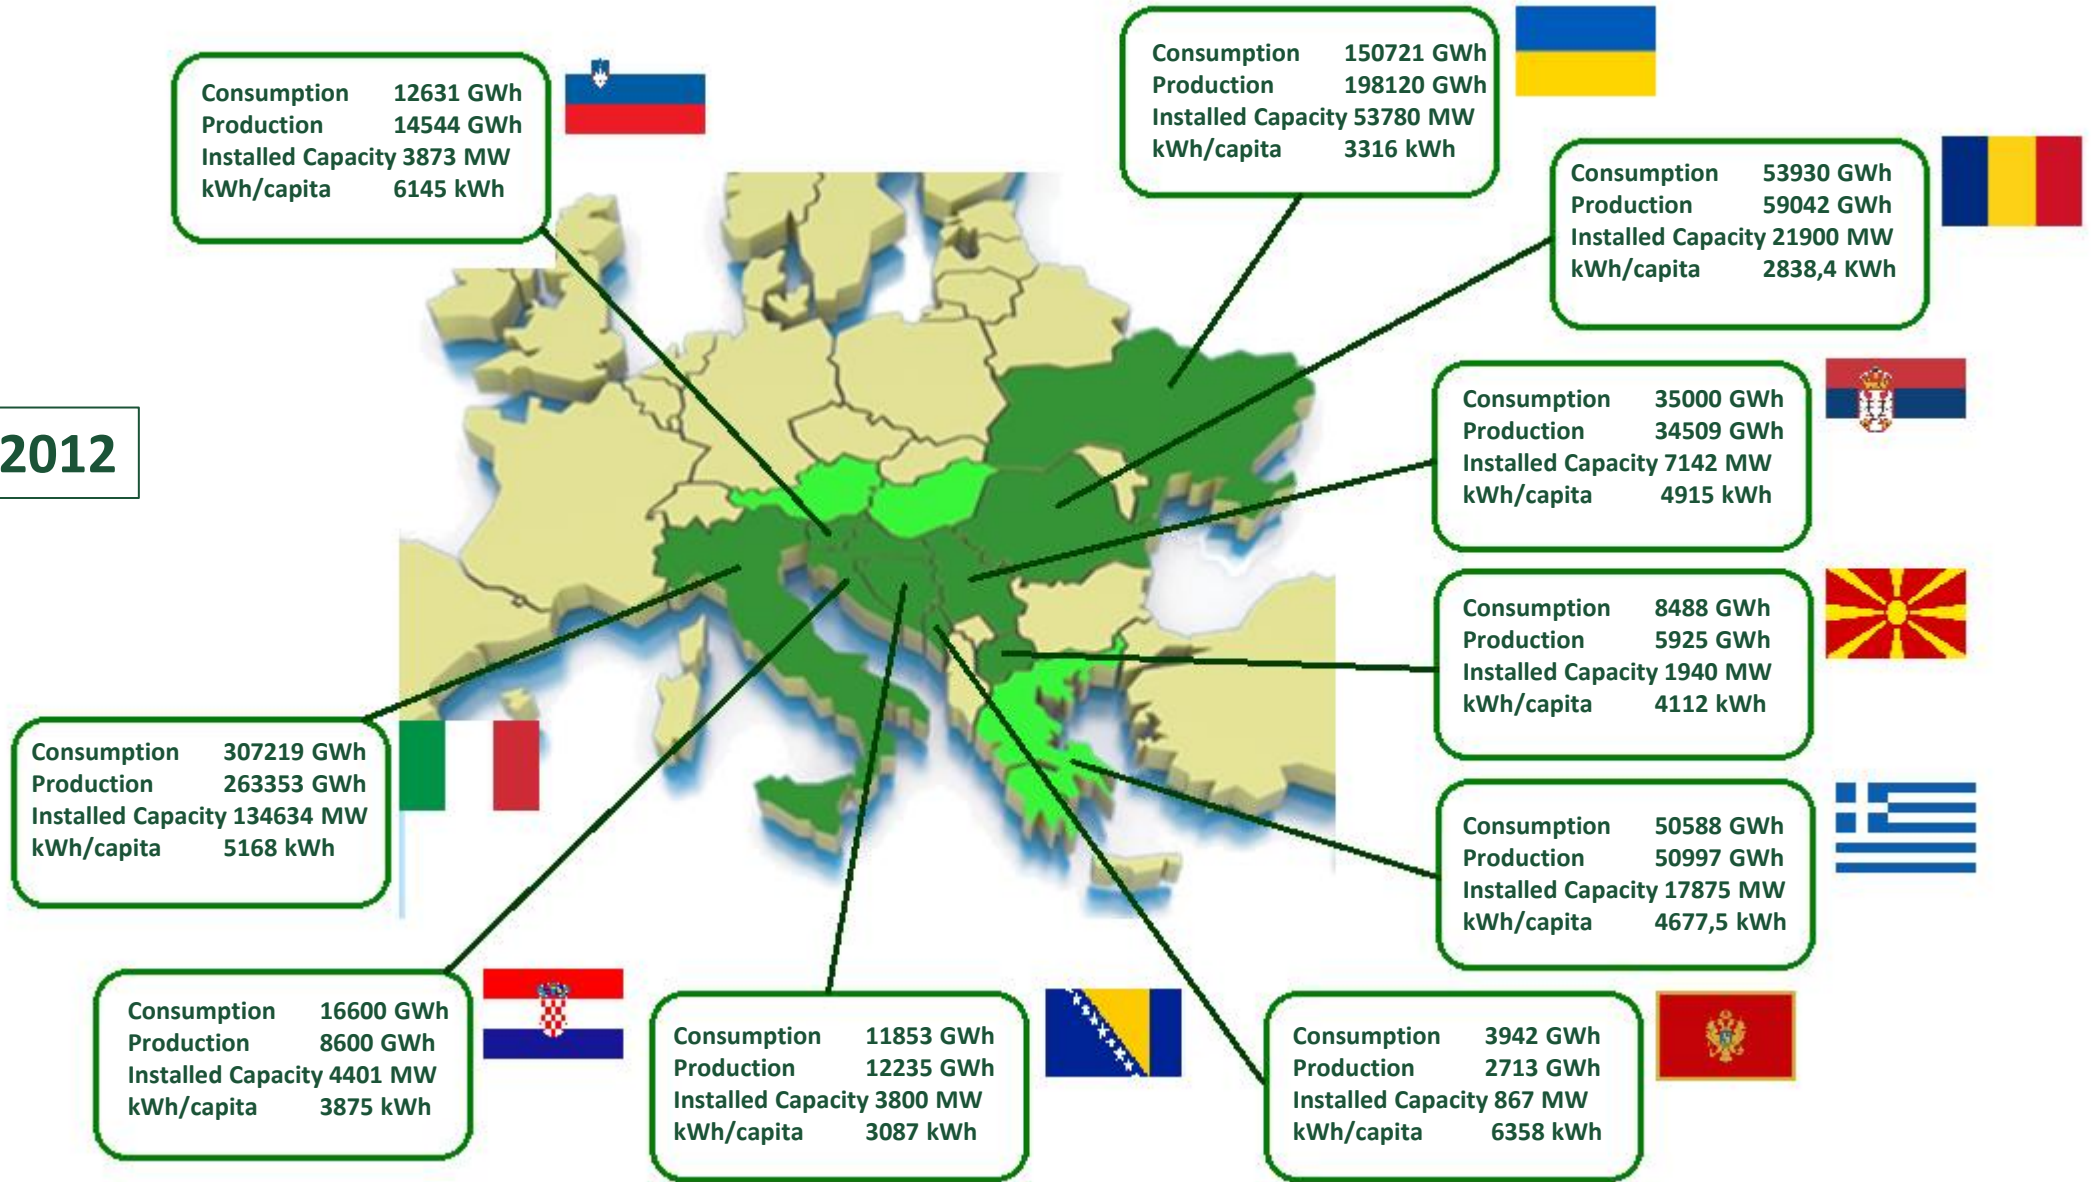 Consumption 12631 GWh
Production 14544 GWh
Installed Capacity 3873 MW
kWh/capita 6145 kWh
Consumption 150721 GWh
Production 198120 GWh
Installed Capacity 53780 MW
kWh/capita 3316 kWh
Consumption 53930 GWh
Production 59042 GWh
Installed Capacity 21900 MW
kWh/capita 2838,4 KWh
2012
Consumption 35000 GWh
Production 34509 GWh
Installed Capacity 7142 MW
kWh/capita 4915 kWh
Consumption 8488 GWh
Production 5925 GWh
Installed Capacity 1940 MW
kWh/capita 4112 kWh
Consumption 307219 GWh
Production 263353 GWh
Installed Capacity 134634 MW
kWh/capita 5168 kWh
Consumption 50588 GWh
Production 50997 GWh
Installed Capacity 17875 MW
kWh/capita 4677,5 kWh
Consumption 16600 GWh
Production 8600 GWh
Installed Capacity 4401 MW
kWh/capita 3875 kWh
Consumption 11853 GWh
Production 12235 GWh
Installed Capacity 3800 MW
kWh/capita 3087 kWh
Consumption 3942 GWh
Production 2713 GWh
Installed Capacity 867 MW
kWh/capita 6358 kWh